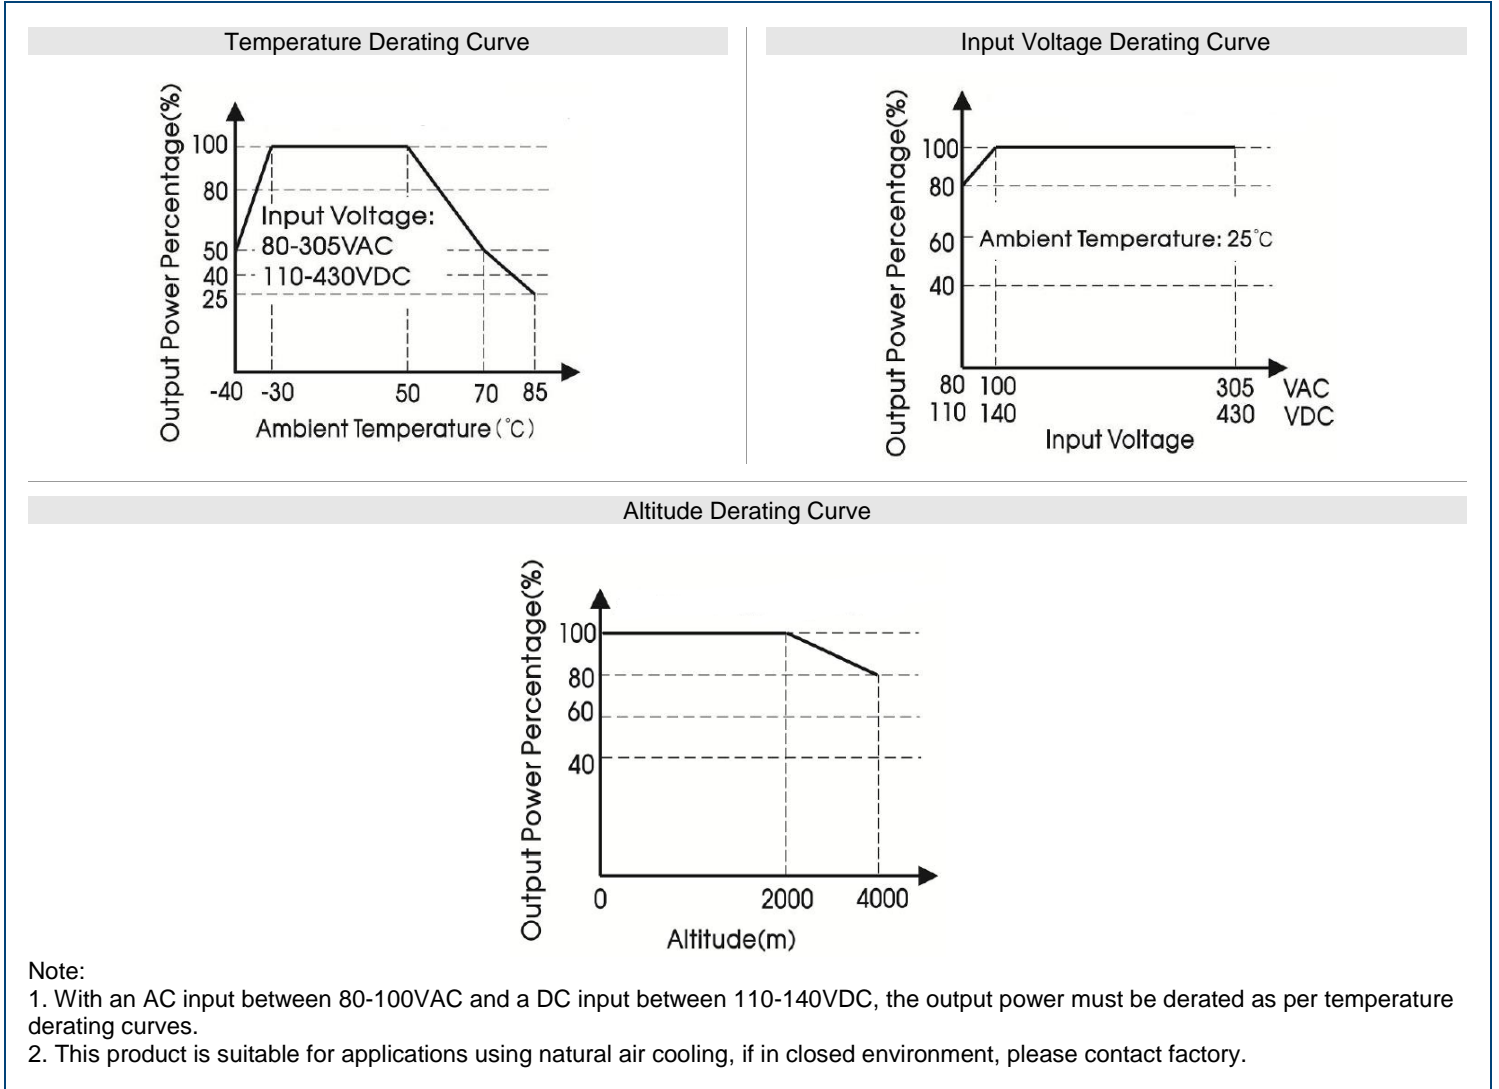 Temperature Derating Curve
Output Power Percentage(%)
100
80
50
40
25
Input Voltage:
80-305VAC
110-430VDC
-40 -30 50 70 85
Ambient Temperature(℃)
Input Voltage Derating Curve
Output Power Percentage(%)
100
80
60
40
Ambient Temperature: 25℃
80 100 305 VAC
110 140 430 VDC
Input Voltage
Altitude Derating Curve
Output Power Percentage(%)
100
80
60
40
0 2000 4000
Altitude(m)
Note:
1. With an AC input between 80-100VAC and a DC input between 110-140VDC, the output power must be derated as per temperature
derating curves.
2. This product is suitable for applications using natural air cooling, if in closed environment, please contact factory.